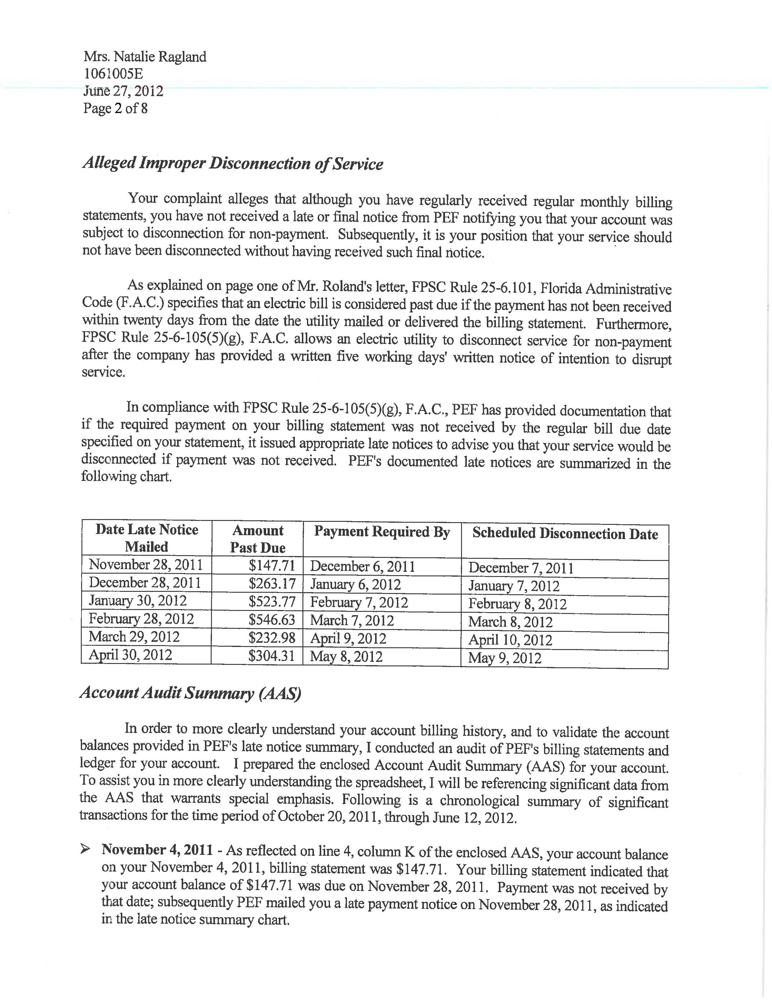 Mrs. Natalie Ragland
1061005E
June 27, 2012
Page 2 of 8
Alleged Improper Disconnection of Service
Your complaint alleges that although you have regularly received regular monthly billing
statements, you have not received a late or final notice from PEF notifying you that your account was
subject to disconnection for non-payment. Subsequently, it is your position that your service should
not have been disconnected without having received such final notice.
As explained on page one of Mr. Roland's letter, FPSC Rule 25-6.101, Florida Administrative
Code (F.A.C.) specifies that an electric bill is considered past due if the payment has not been received
within twenty days from the date the utility mailed or delivered the billing statement. Furthermore,
FPSC Rule 25-6-105(5)(g), F.A.C. allows an electric utility to disconnect service for non-payment
after the company has provided a written five working days' written notice of intention to disrupt
service.
In compliance with FPSC Rule 25-6-105(5)(g), F.A.C., PEF has provided documentation that
if the required payment on your billing statement was not received by the regular bill due date
specified on your statement, it issued appropriate late notices to advise you that your service would be
disconnected if payment was not received. PEF's documented late notices are summarized in the
following chart.
Date Late Notice Mailed | Amount Past Due | Payment Required By | Scheduled Disconnection Date
November 28, 2011 | $147.71 | December 6, 2011 | December 7, 2011
December 28, 2011 | $263.17 | January 6, 2012 | January 7, 2012
January 30, 2012 | $523.77 | February 7, 2012 | February 8, 2012
February 28, 2012 | $546.63 | March 7, 2012 | March 8, 2012
March 29, 2012 | $232.98 | April 9, 2012 | April 10, 2012
April 30, 2012 | $304.31 | May 8, 2012 | May 9, 2012
Account Audit Summary (AAS)
In order to more clearly understand your account billing history, and to validate the account
balances provided in PEF's late notice summary, I conducted an audit of PEF's billing statements and
ledger for your account. I prepared the enclosed Account Audit Summary (AAS) for your account.
To assist you in more clearly understanding the spreadsheet, I will be referencing significant data from
the AAS that warrants special emphasis. Following is a chronological summary of significant
transactions for the time period of October 20, 2011, through June 12, 2012.
➢ November 4, 2011 - As reflected on line 4, column K of the enclosed AAS, your account balance
on your November 4, 2011, billing statement was $147.71. Your billing statement indicated that
your account balance of $147.71 was due on November 28, 2011. Payment was not received by
that date; subsequently PEF mailed you a late payment notice on November 28, 2011, as indicated
in the late notice summary chart.